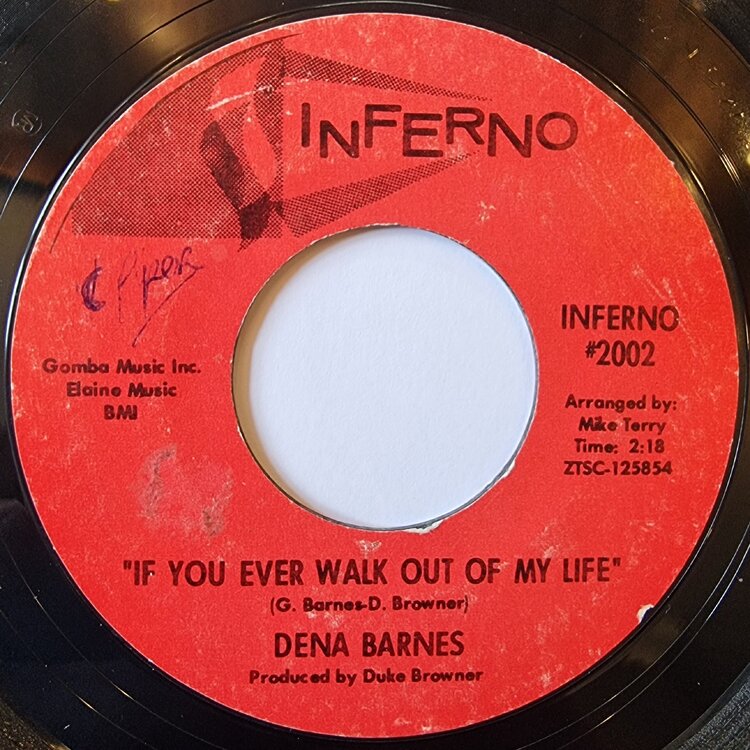 INFERNO
Gomba Music Inc.
Elaine Music
BMI
INFERNO
#2002
Arranged by:
Mike Terry
Time: 2:18
ZTSC-125854
"IF YOU EVER WALK OUT OF MY LIFE"
(G. Barnes-D. Browner)
DENA BARNES
Produced by Duke Browner